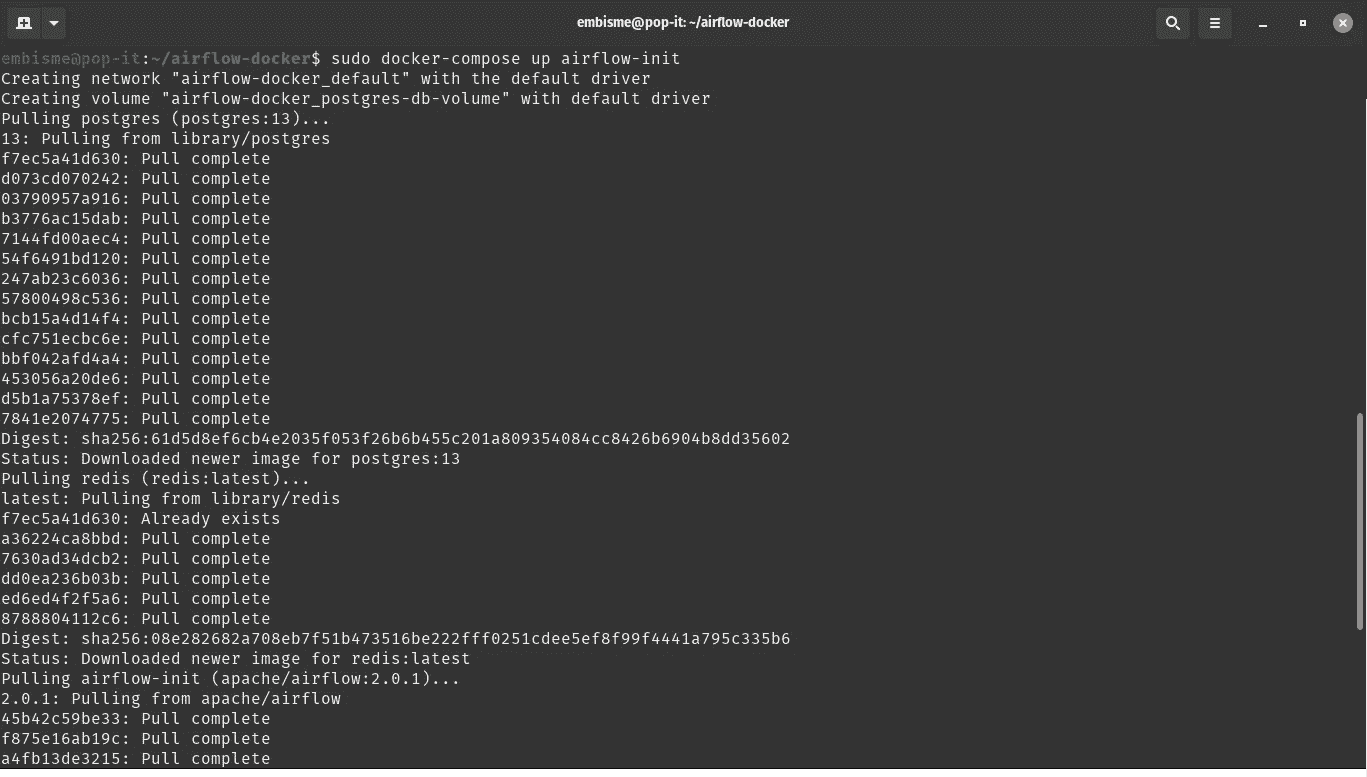 embisme@pop-it: ~/airflow-docker
embisme@pop-it:~/airflow-docker$ sudo docker-compose up airflow-init
Creating network "airflow-docker_default" with the default driver
Creating volume "airflow-docker_postgres-db-volume" with default driver
Pulling postgres (postgres:13)...
13: Pulling from library/postgres
f7ec5a41d630: Pull complete
d073cd070242: Pull complete
03790957a916: Pull complete
b3776ac15dab: Pull complete
7144fd00aec4: Pull complete
54f6491bd120: Pull complete
247ab23c6036: Pull complete
57800498c536: Pull complete
bcb15a4d14f4: Pull complete
cfc751ecbc6e: Pull complete
bbf042afd4a4: Pull complete
453056a20de6: Pull complete
d5b1a75378ef: Pull complete
7841e2074775: Pull complete
Digest: sha256:61d5d8ef6cb4e2035f053f26b6b455c201a809354084cc8426b6904b8dd35602
Status: Downloaded newer image for postgres:13
Pulling redis (redis:latest)...
latest: Pulling from library/redis
f7ec5a41d630: Already exists
a36224ca8bbd: Pull complete
7630ad34dcb2: Pull complete
dd0ea236b03b: Pull complete
ed6ed4f2f5a6: Pull complete
8788804112c6: Pull complete
Digest: sha256:08e282682a708eb7f51b473516be222fff0251cdee5ef8f99f4441a795c335b6
Status: Downloaded newer image for redis:latest
Pulling airflow-init (apache/airflow:2.0.1)...
2.0.1: Pulling from apache/airflow
45b42c59be33: Pull complete
f875e16ab19c: Pull complete
a4fb13de3215: Pull complete